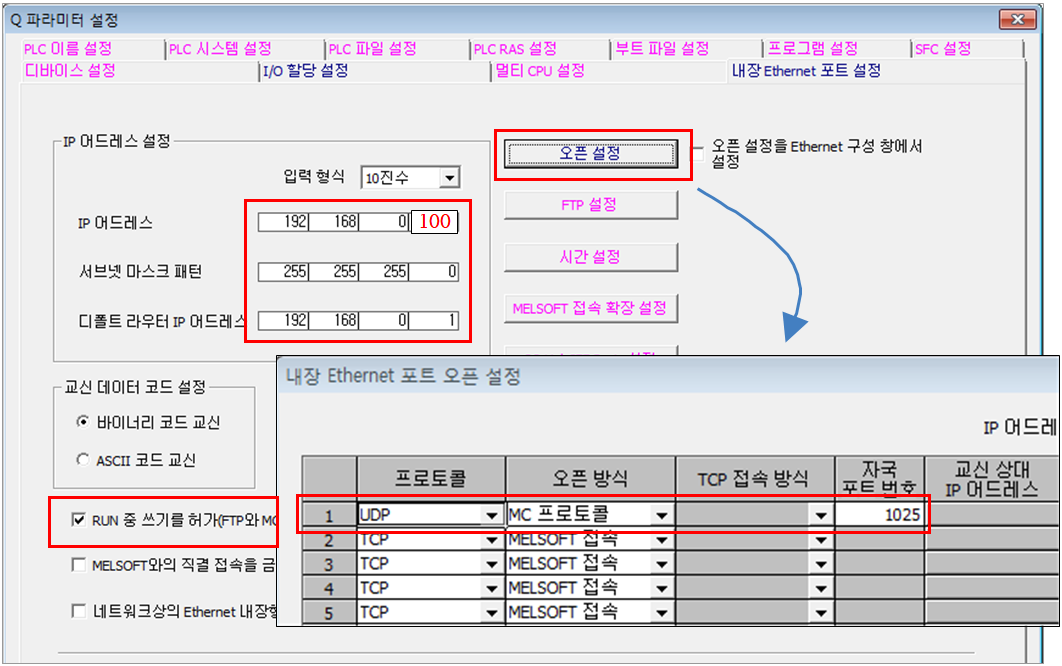 Q 파라미터 설정
PLC 이름 설정 PLC 시스템 설정 PLC 파일 설정 PLC RAS 설정 부트 파일 설정 프로그램 설정 SFC 설정
디바이스 설정 I/O 할당 설정 멀티 CPU 설정 내장 Ethernet 포트 설정
IP 어드레스 설정
입력 형식 10진수
IP 어드레스 192 168 0 100
서브넷 마스크 패턴 255 255 255 0
디폴트 라우터 IP 어드레스 192 168 0 1
오픈 설정
오픈 설정을 Ethernet 구성 창에서
설정
FTP 설정
시간 설정
MELSOFT 접속 확장 설정
교신 데이터 코드 설정
바이너리 코드 교신
ASCII 코드 교신
RUN 중 쓰기를 허가(FTP와 MC
MELSOFT와의 직결 접속을 금
네트워크상의 Ethernet 내장형
내장 Ethernet 포트 오픈 설정
IP 어드레
프로토콜 오픈 방식 TCP 접속 방식 자국 포트 번호 교신 상대 IP 어드레스
1 UDP MC 프로토콜 1025
2 TCP MELSOFT 접속
3 TCP MELSOFT 접속
4 TCP MELSOFT 접속
5 TCP MELSOFT 접속